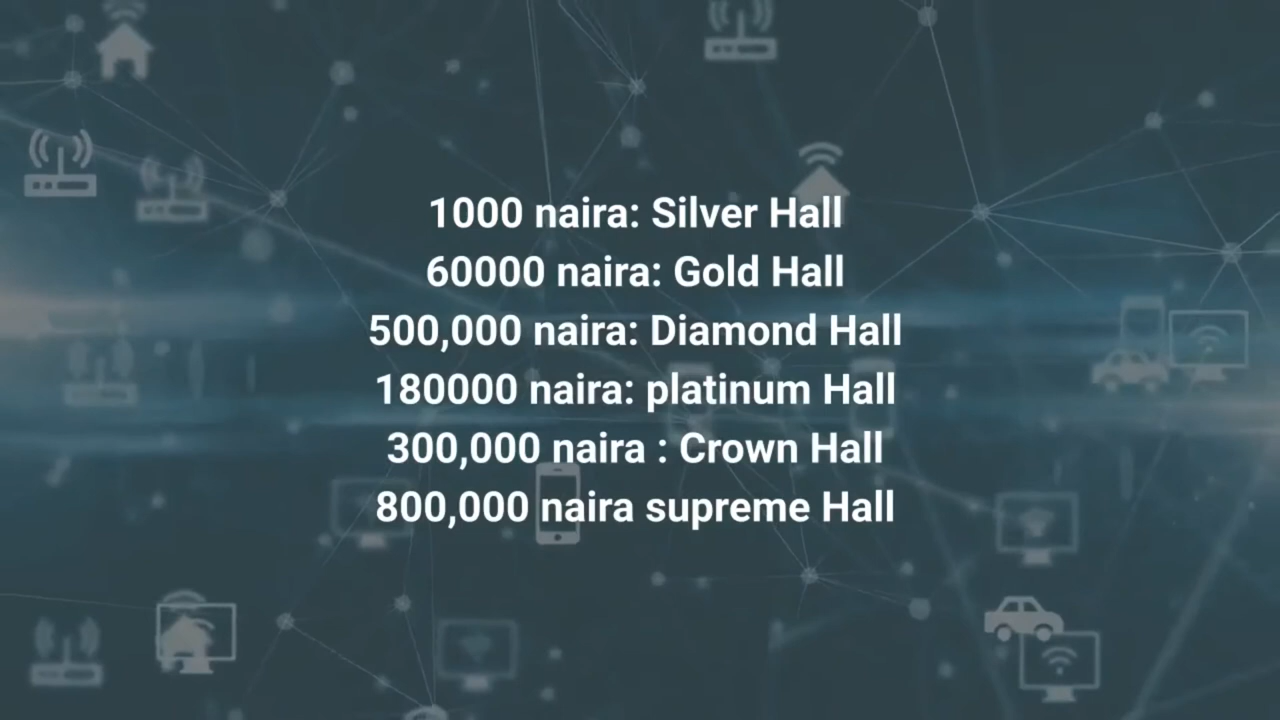 1000 naira: Silver Hall
60000 naira: Gold Hall
500,000 naira: Diamond Hall
180000 naira: platinum Hall
300,000 naira : Crown Hall
800,000 naira supreme Hall